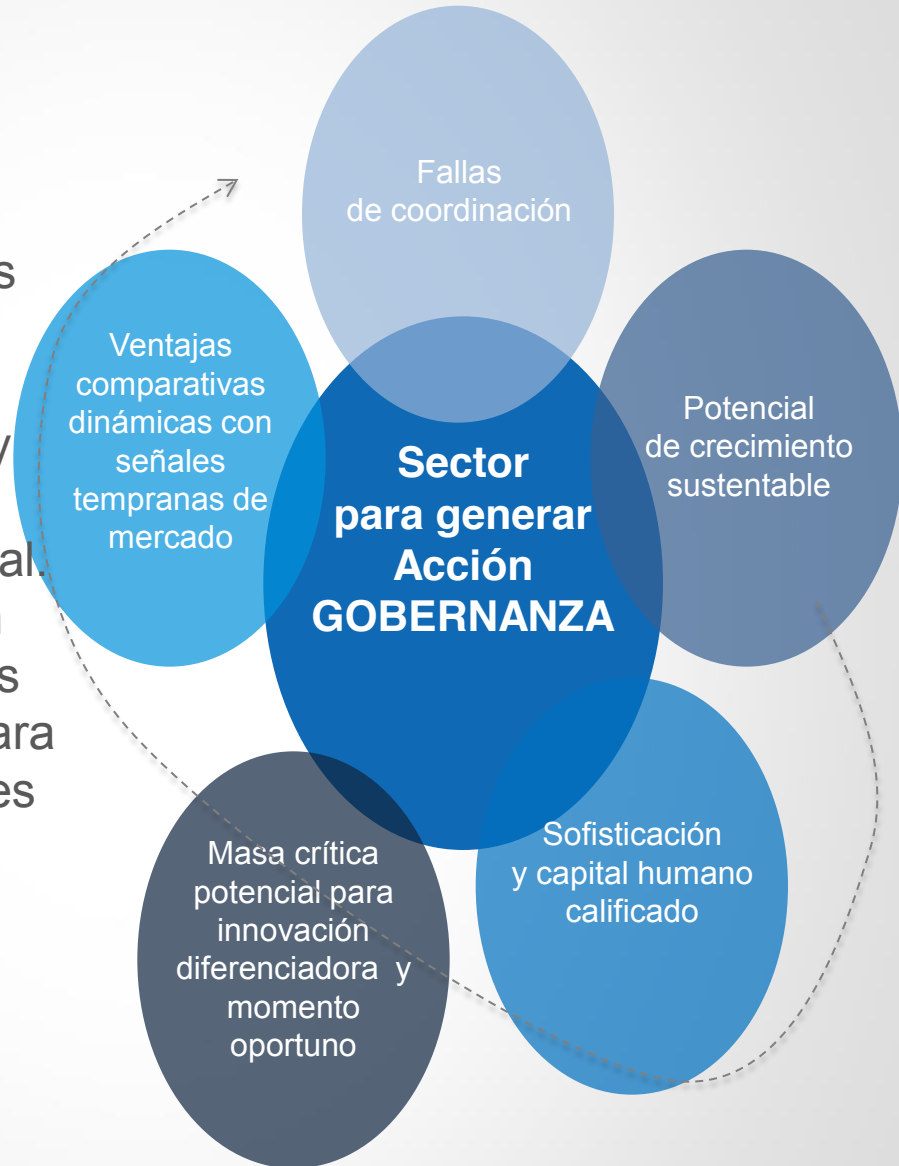 Fallas
de coordinación
Ventajas
comparativas
dinámicas con
señales
tempranas de
mercado
Sector
para generar
Acción
GOBERNANZA
Potencial
de crecimiento
sustentable
Masa crítica
potencial para
innovación
diferenciadora y
momento
oportuno
Sofisticación
y capital humano
calificado